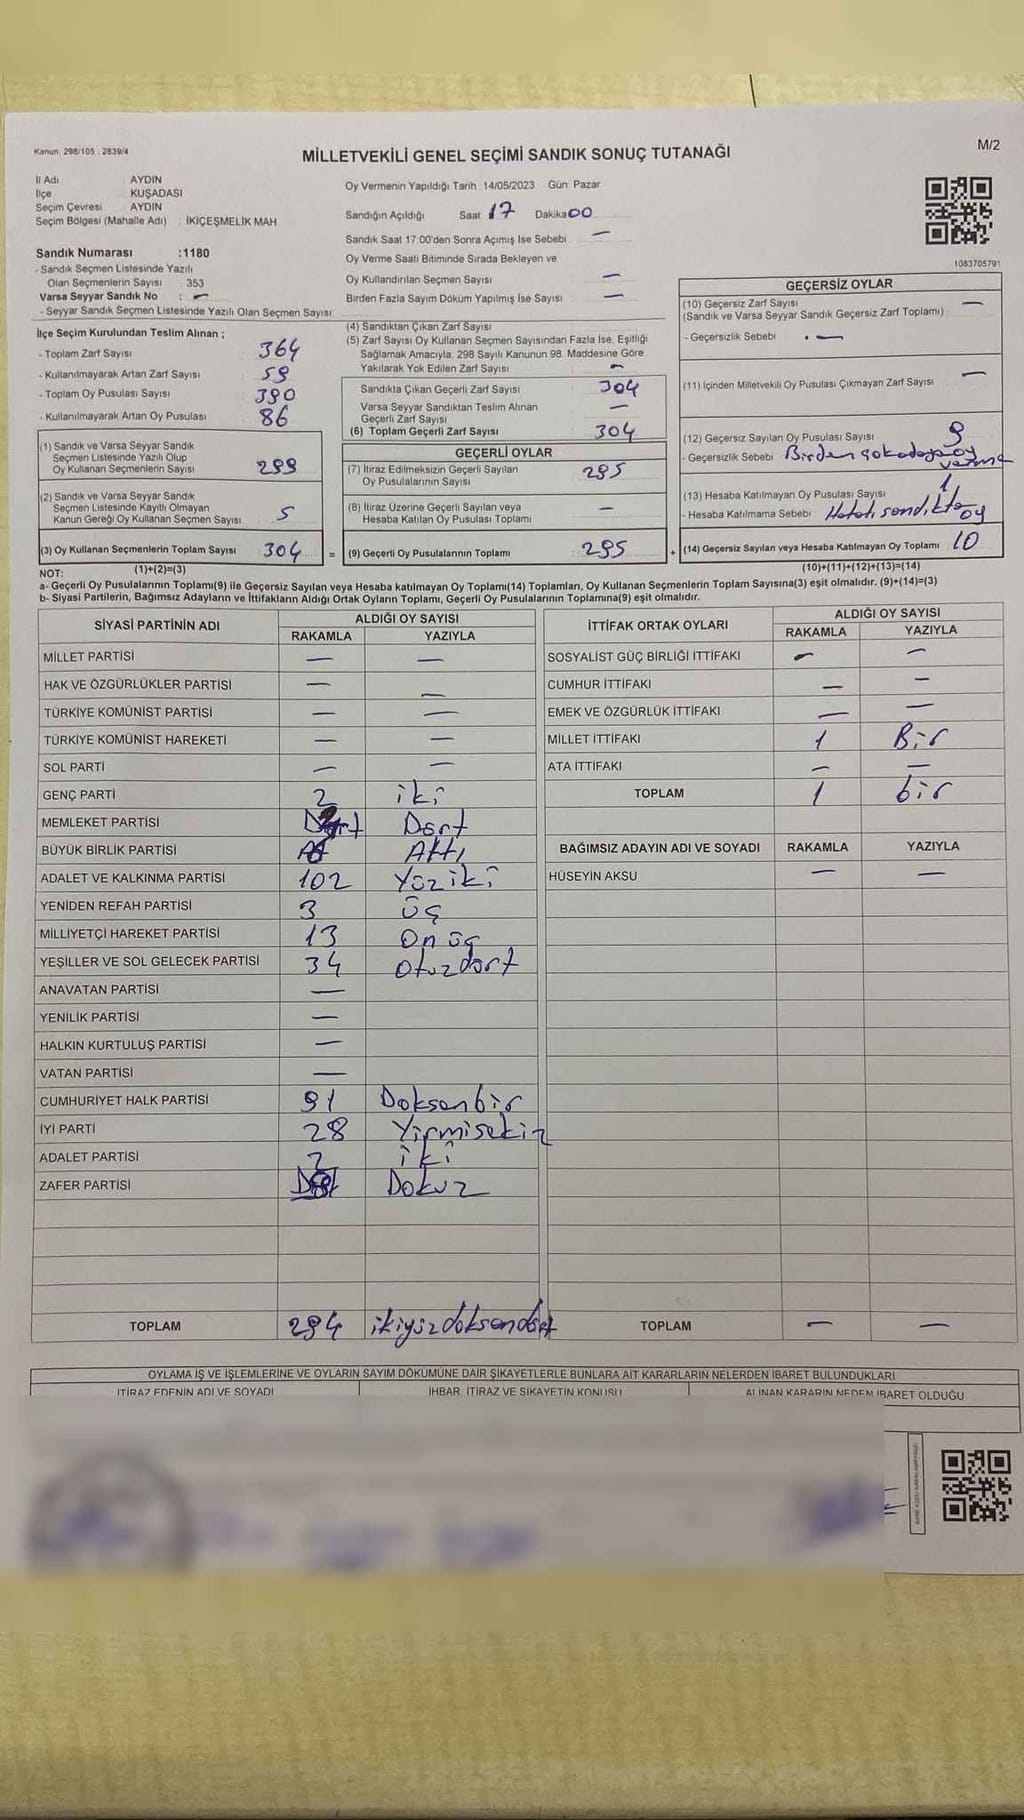 Kanun: 298/105 ; 2839/4
MİLLETVEKİLİ GENEL SEÇİMİ SANDIK SONUÇ TUTANAĞI
M/2
İl Adı AYDIN
İlçe KUŞADASI
Seçim Çevresi AYDIN
Seçim Bölgesi (Mahalle Adı) : İKİÇEŞMELİK MAH
Oy Vermenin Yapıldığı Tarih :14/05/2023 Gün: Pazar
Sandığın Açıldığı Saat 17 Dakika 00
Sandık Saat 17:00'den Sonra Açımış İse Sebebi —
Oy Verme Saati Bitiminde Sırada Bekleyen ve
Oy Kullandırılan Seçmen Sayısı —
Birden Fazla Sayım Döküm Yapılmış İse Sayısı —
Sandık Numarası :1180
- Sandık Seçmen Listesinde Yazılı
Olan Seçmenlerin Sayısı 353
Varsa Seyyar Sandık No : —
- Seyyar Sandık Seçmen Listesinde Yazılı Olan Seçmen Sayısı
1083705791
İlçe Seçim Kurulundan Teslim Alınan ;
- Toplam Zarf Sayısı 364
- Kullanılmayarak Artan Zarf Sayısı 59
- Toplam Oy Pusulası Sayısı 390
- Kullanılmayarak Artan Oy Pusulası 86
(1) Sandık ve Varsa Seyyar Sandık
Seçmen Listesinde Yazılı Olup
Oy Kullanan Seçmenlerin Sayısı 299
(2) Sandık ve Varsa Seyyar Sandık
Seçmen Listesinde Kayıtlı Olmayan
Kanun Gereği Oy Kullanan Seçmen Sayısı 5
(3) Oy Kullanan Seçmenlerin Toplam Sayısı 304 =
(1)+(2)=(3)
(4) Sandıktan Çıkan Zarf Sayısı
(5) Zarf Sayısı Oy Kullanan Seçmen Sayısından Fazla İse, Eşitliği
Sağlamak Amacıyla, 298 Sayılı Kanunun 98. Maddesine Göre
Yakılarak Yok Edilen Zarf Sayısı —
Sandıkta Çıkan Geçerli Zarf Sayısı 304
Varsa Seyyar Sandıktan Teslim Alınan
Geçerli Zarf Sayısı —
(6) Toplam Geçerli Zarf Sayısı 304
GEÇERLİ OYLAR
(7) İtiraz Edilmeksizin Geçerli Sayılan
Oy Pusulalarının Sayısı 295
(8) İtiraz Üzerine Geçerli Sayılan veya
Hesaba Katılan Oy Pusulası Toplamı —
(9) Geçerli Oy Pusulalarının Toplamı 295 +
GEÇERSİZ OYLAR
(10) Geçersiz Zarf Sayısı —
(Sandık ve Varsa Seyyar Sandık Geçersiz Zarf Toplamı)
- Geçersizlik Sebebi : —
(11) İçinden Milletvekili Oy Pusulası Çıkmayan Zarf Sayısı —
(12) Geçersiz Sayılan Oy Pusulası Sayısı 9
- Geçersizlik Sebebi Birden çok adaya oy verme
(13) Hesaba Katılmayan Oy Pusulası Sayısı 1
- Hesaba Katılmama Sebebi Hatalı sandıkta oy
(14) Geçersiz Sayılan veya Hesaba Katılmayan Oy Toplamı 10
(10)+(11)+(12)+(13)=(14)
NOT:
a- Geçerli Oy Pusulalarının Toplamı(9) ile Geçersiz Sayılan veya Hesaba katılmayan Oy Toplamı(14) Toplamları, Oy Kullanan Seçmenlerin Toplam Sayısına(3) eşit olmalıdır. (9)+(14)=(3)
b- Siyasi Partilerin, Bağımsız Adayların ve İttifakların Aldığı Ortak Oyların Toplamı, Geçerli Oy Pusulalarının Toplamına(9) eşit olmalıdır.
SİYASİ PARTİNİN ADI ALDIĞI OY SAYISI
RAKAMLA YAZIYLA
MİLLET PARTİSİ — —
HAK VE ÖZGÜRLÜKLER PARTİSİ — —
TÜRKİYE KOMÜNİST PARTİSİ — —
TÜRKİYE KOMÜNİST HAREKETİ — —
SOL PARTİ — —
GENÇ PARTİ 2 iki
MEMLEKET PARTİSİ Dört
BÜYÜK BİRLİK PARTİSİ Altı
ADALET VE KALKINMA PARTİSİ 102 Yüziki
YENİDEN REFAH PARTİSİ 3 üç
MİLLİYETÇİ HAREKET PARTİSİ 13 On üç
YEŞİLLER VE SOL GELECEK PARTİSİ 34 Otuzdört
ANAVATAN PARTİSİ —
YENİLİK PARTİSİ —
HALKIN KURTULUŞ PARTİSİ —
VATAN PARTİSİ —
CUMHURİYET HALK PARTİSİ 91 Doksanbir
İYİ PARTİ 28 Yirmisekiz
ADALET PARTİSİ 2 iki
ZAFER PARTİSİ Dokuz
TOPLAM 294 ikiyüzdoksandört
İTTİFAK ORTAK OYLARI ALDIĞI OY SAYISI
RAKAMLA YAZIYLA
SOSYALİST GÜÇ BİRLİĞİ İTTİFAKI — —
CUMHUR İTTİFAKI — —
EMEK VE ÖZGÜRLÜK İTTİFAKI — —
MİLLET İTTİFAKI 1 Bir
ATA İTTİFAKI — —
TOPLAM 1 bir
BAĞIMSIZ ADAYIN ADI VE SOYADI RAKAMLA YAZIYLA
HÜSEYİN AKSU — —
TOPLAM — —
OYLAMA İŞ VE İŞLEMLERİNE VE OYLARIN SAYIM DÖKÜMÜNE DAİR ŞİKAYETLERLE BUNLARA AİT KARARLARIN NELERDEN İBARET BULUNDUKLARI
İTİRAZ EDENİN ADI VE SOYADI İHBAR, İTİRAZ VE ŞİKAYETİN KONUSU ALINAN KARARIN NEDEN İBARET OLDUĞU